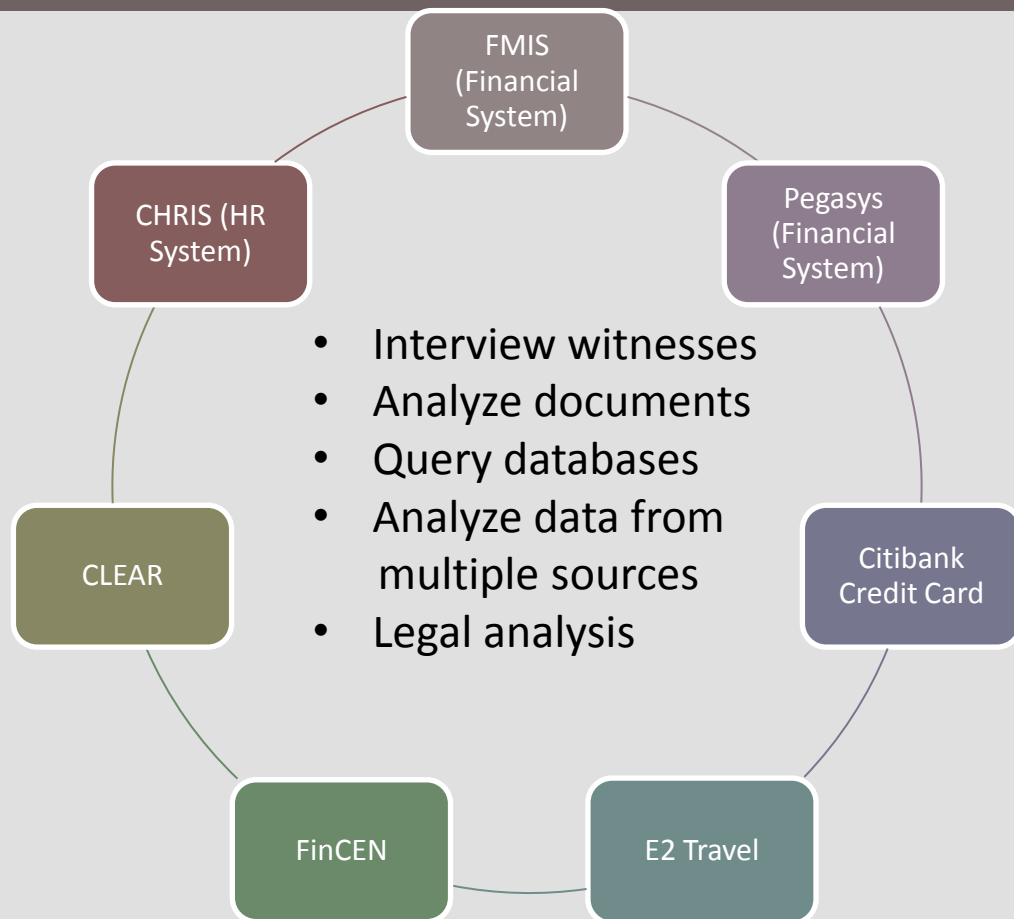 FMIS
(Financial
System)
Pegasys
(Financial
System)
Citibank
Credit Card
E2 Travel
FinCEN
CLEAR
CHRIS (HR
System)
• Interview witnesses
• Analyze documents
• Query databases
• Analyze data from
multiple sources
• Legal analysis